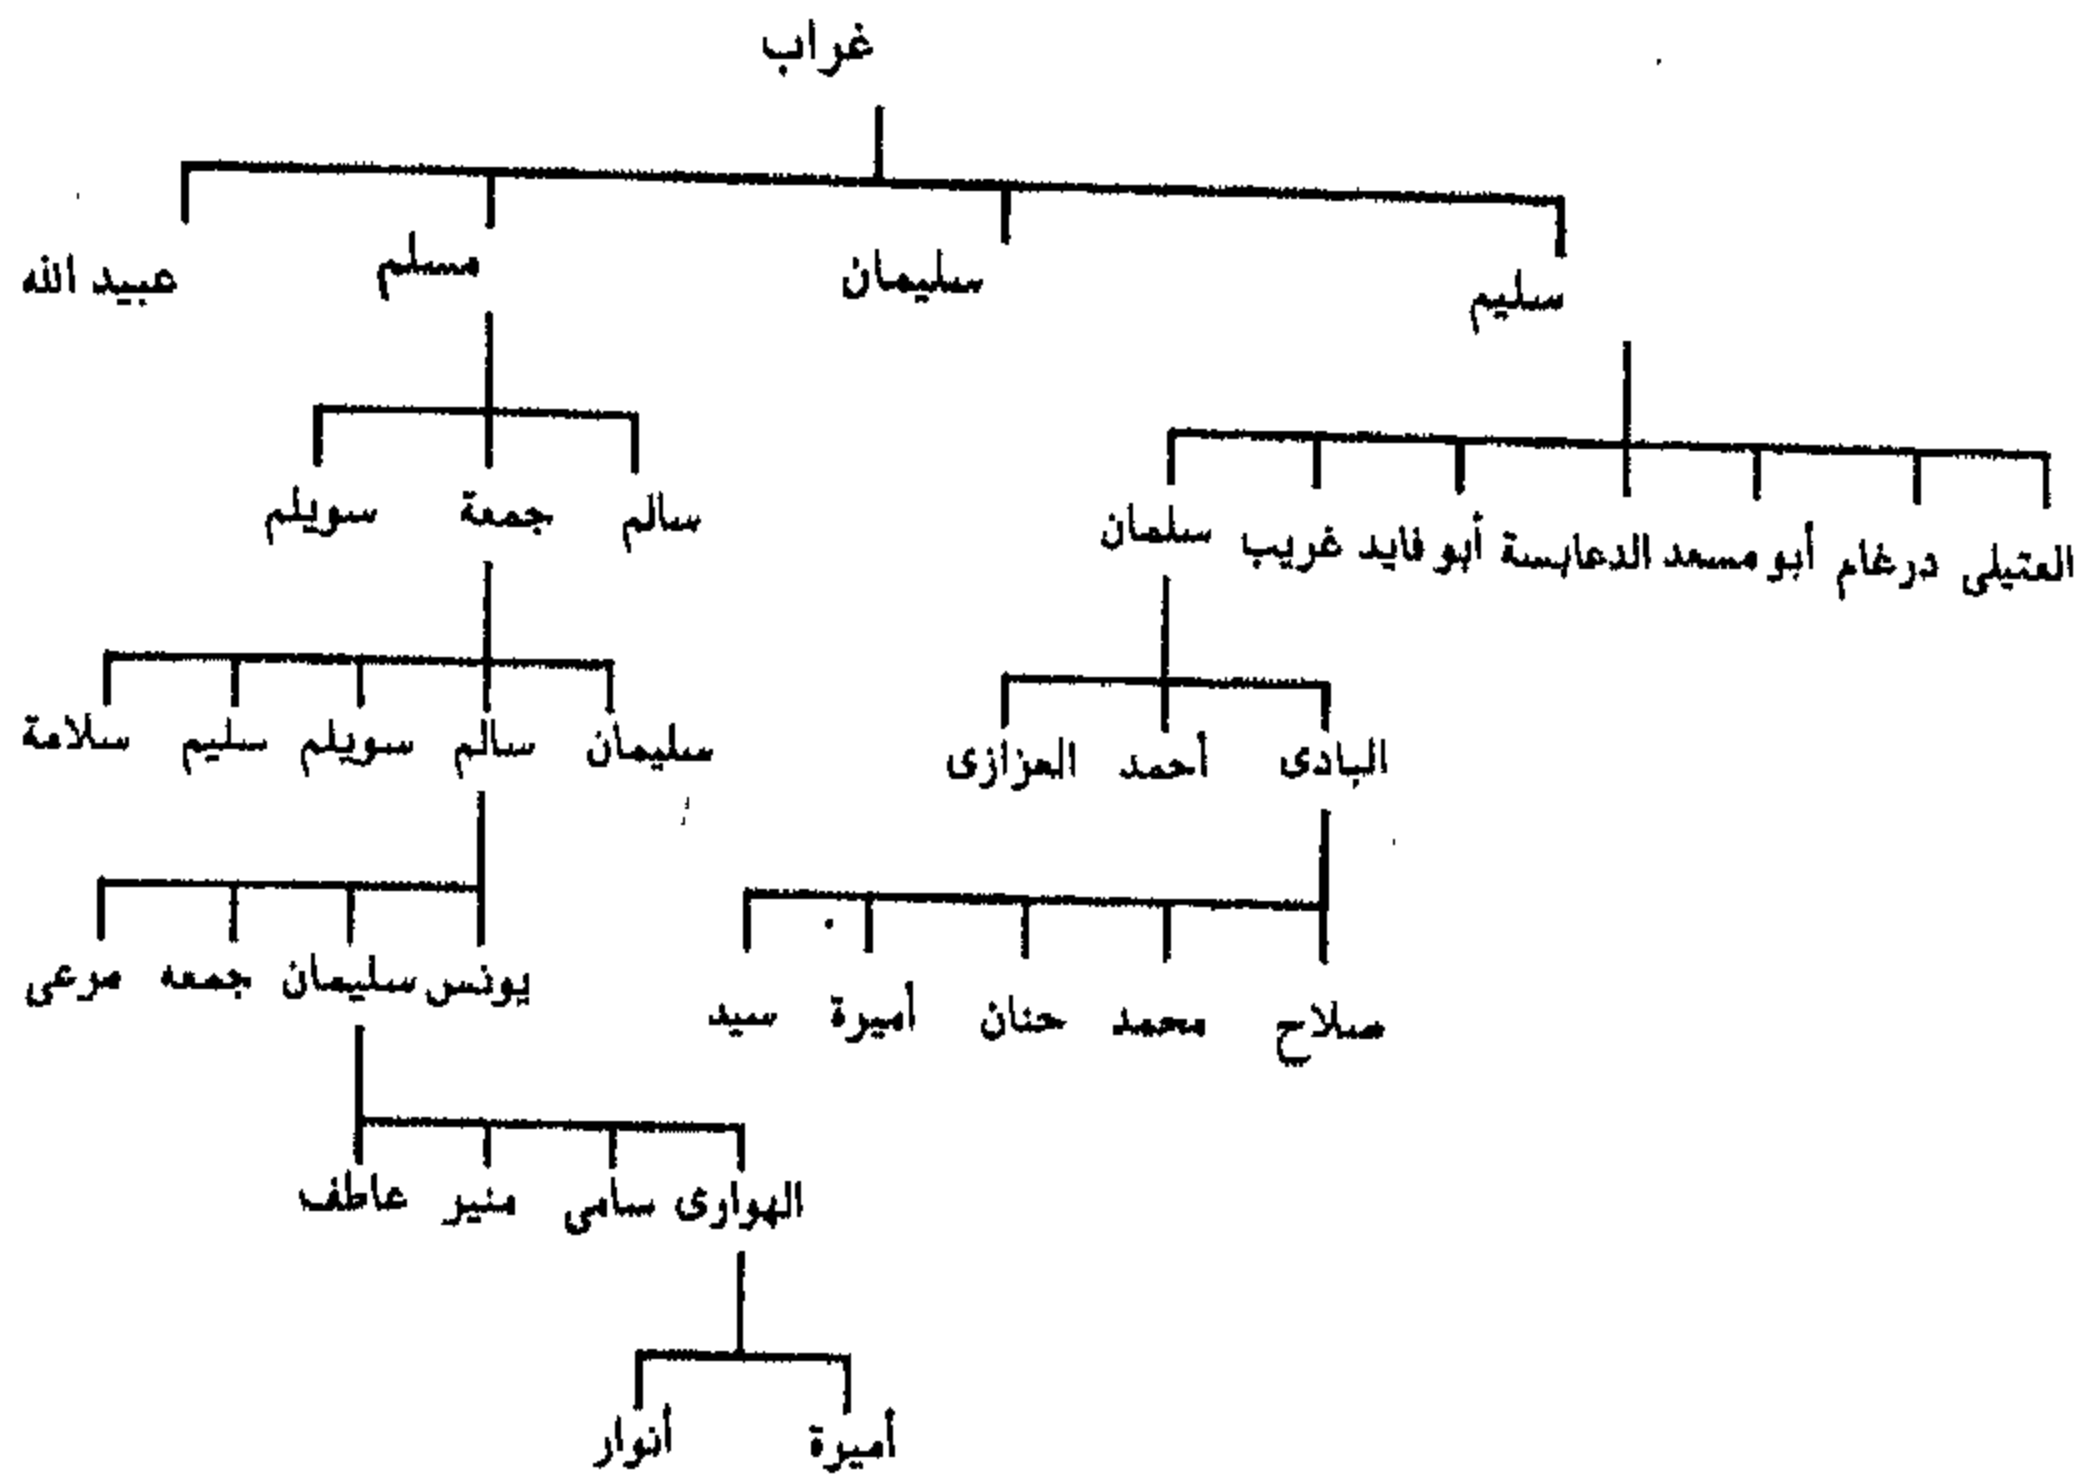 غراب
سليم سليمان مسلم عبيد الله
العتيلى درغام أبو مسعد الدعابسة أبو فايد غريب سلمان
سالم جمعة سويلم
البادى أحمد العزازى
سليمان سالم سويلم سليم سلامة
صلاح محمد حنان أميرة سيد
يونس سليمان جمعه مرعى
الهوارى سامى منير عاطف
أميرة أنوار